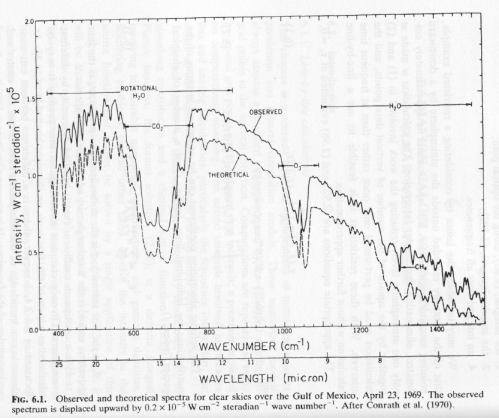 Intensity, W cm⁻¹ steradian⁻¹ x 10⁵
2.0
1.5
1.0
0.5
0.0
ROTATIONAL
H₂O
CO₂
OBSERVED
THEORETICAL
O₃
H₂O
CH₄
400 600 800 1000 1200 1400
WAVENUMBER (cm⁻¹)
25 20 15 14 13 12 11 10 9 8 7
WAVELENGTH (micron)
FIG. 6.1. Observed and theoretical spectra for clear skies over the Gulf of Mexico, April 23, 1969. The observed
spectrum is displaced upward by 0.2 × 10⁻⁵ W cm⁻² steradian⁻¹ wave number⁻¹. After Conrath et al. (1970).